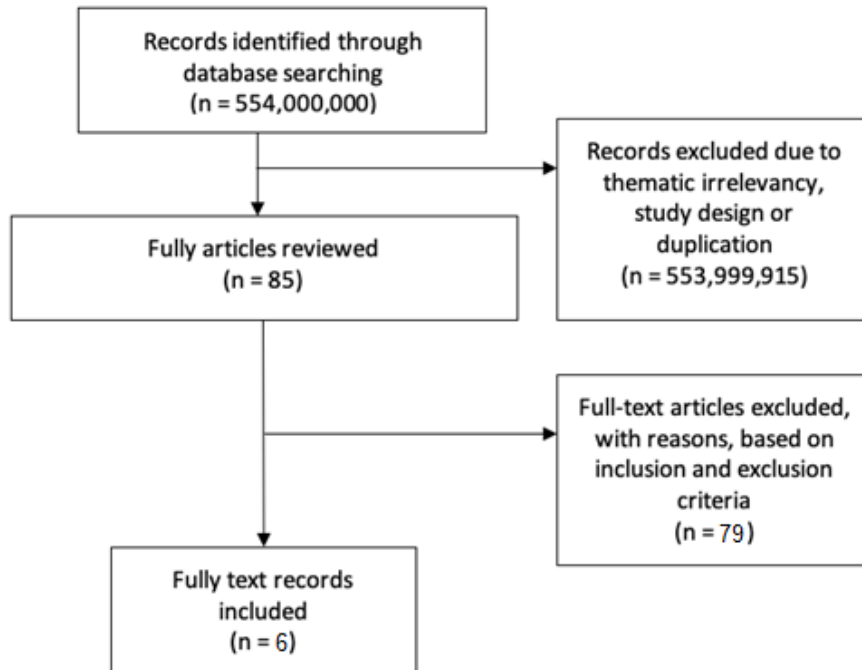 Records identified through
database searching
(n = 554,000,000)
Records excluded due to
thematic irrelevancy,
study design or
duplication
(n = 553,999,915)
Fully articles reviewed
(n = 85)
Full-text articles excluded,
with reasons, based on
inclusion and exclusion
criteria
(n = 79)
Fully text records
included
(n = 6)